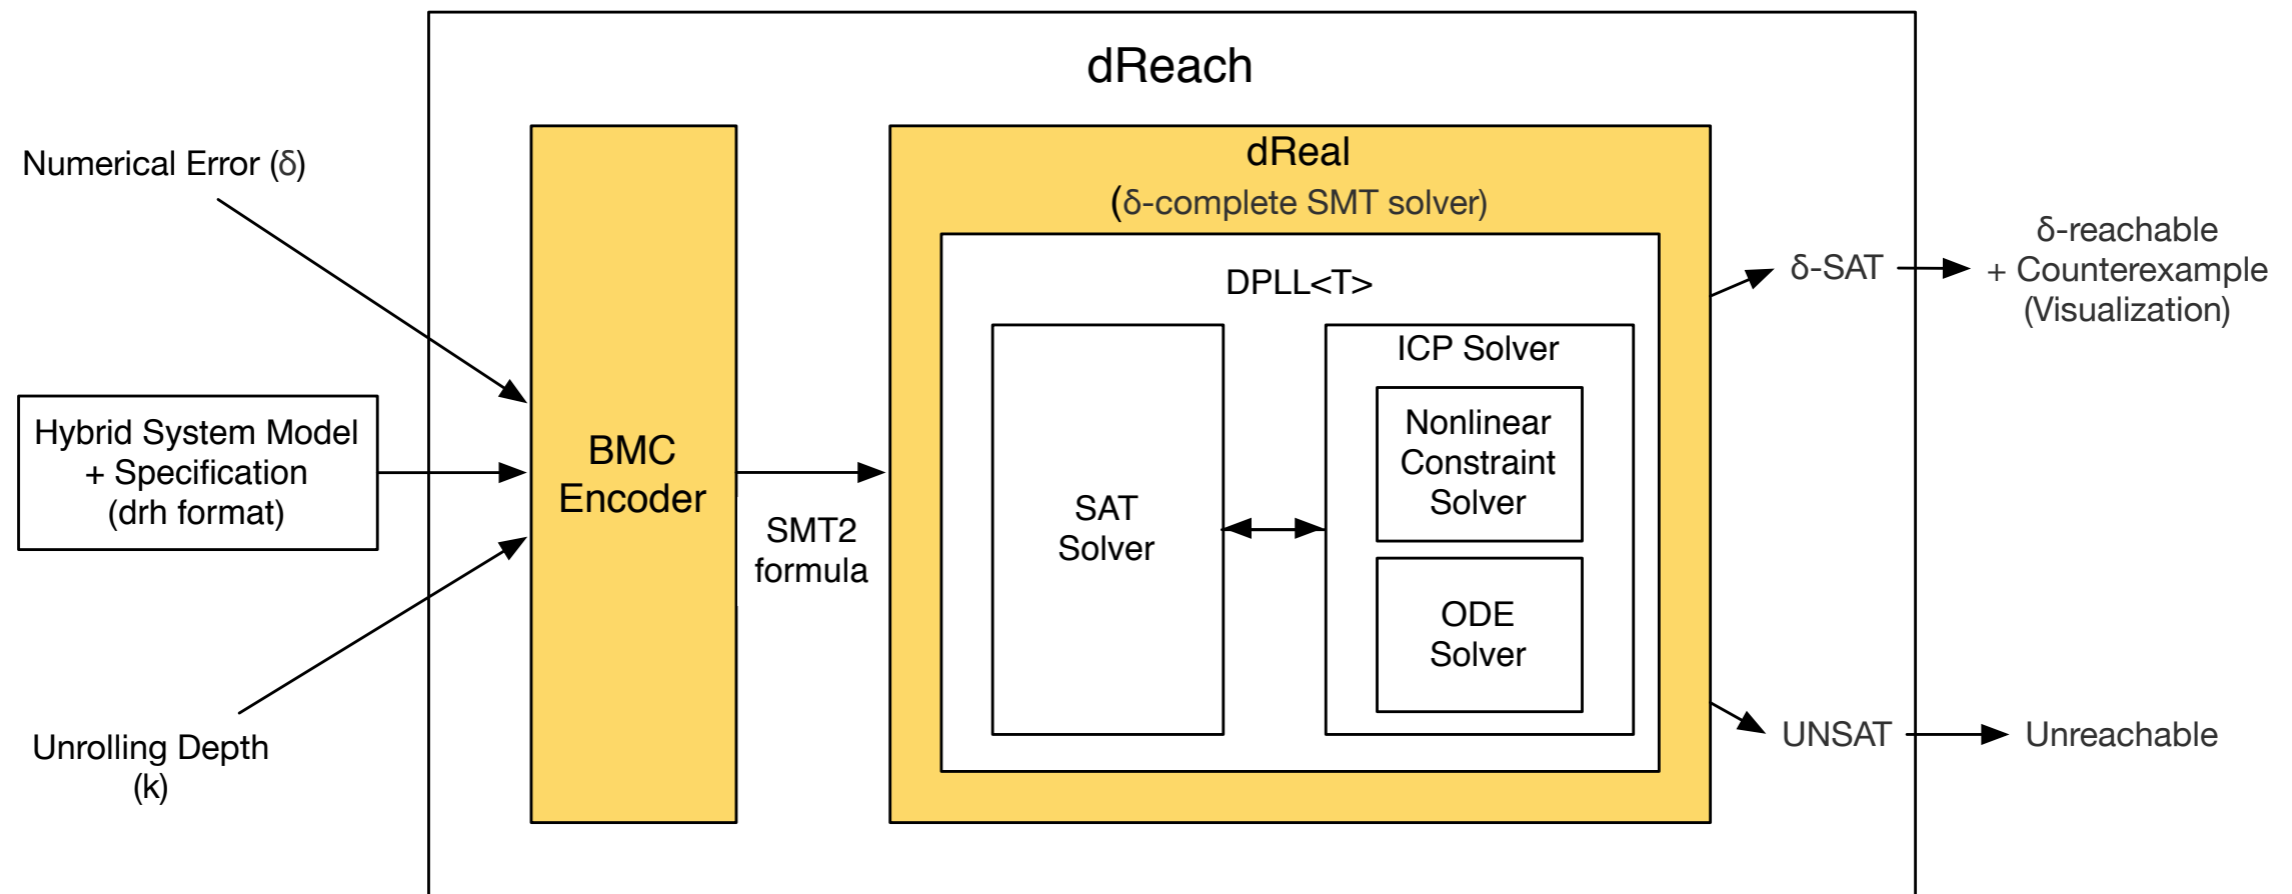 dReach
Numerical Error (δ)
Hybrid System Model
+ Specification
(drh format)
Unrolling Depth
(k)
BMC
Encoder
SMT2
formula
dReal
(δ-complete SMT solver)
DPLL<T>
SAT
Solver
ICP Solver
Nonlinear
Constraint
Solver
ODE
Solver
δ-SAT
δ-reachable
+ Counterexample
(Visualization)
UNSAT
Unreachable